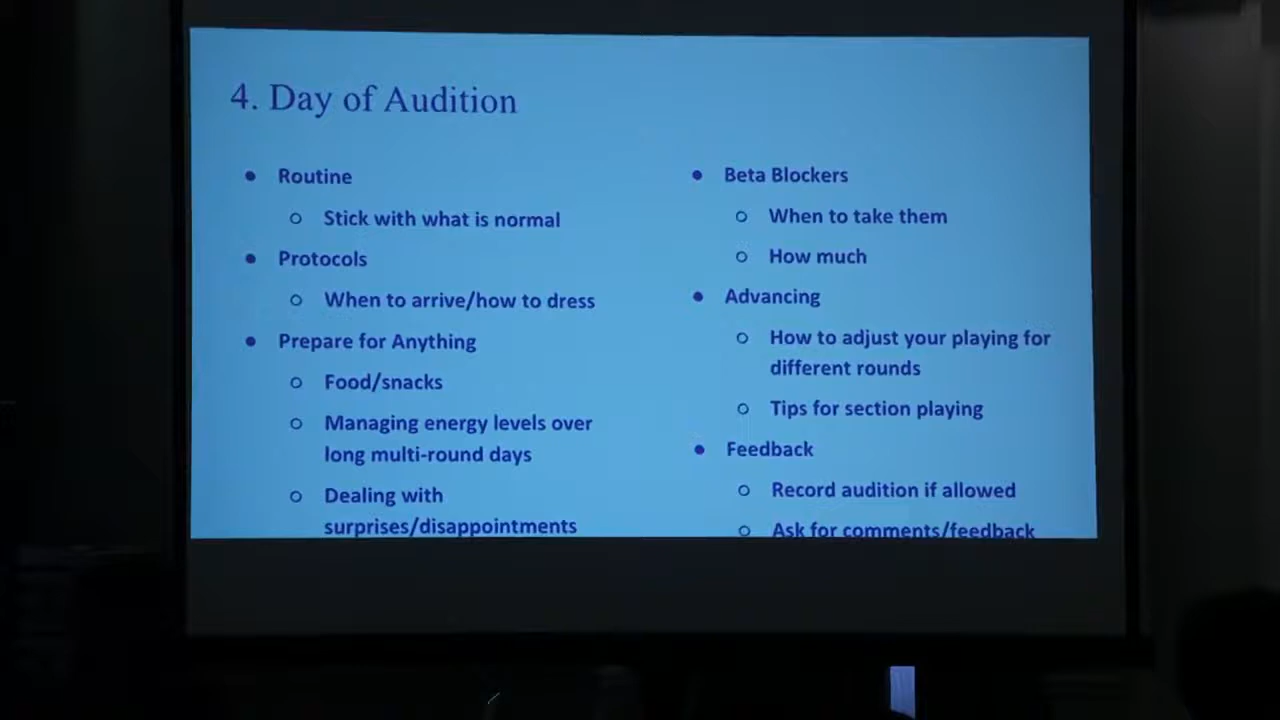 4. Day of Audition
● Routine
○ Stick with what is normal
● Protocols
○ When to arrive/how to dress
● Prepare for Anything
○ Food/snacks
○ Managing energy levels over
long multi-round days
○ Dealing with
surprises/disappointments
● Beta Blockers
○ When to take them
○ How much
● Advancing
○ How to adjust your playing for
different rounds
○ Tips for section playing
● Feedback
○ Record audition if allowed
○ Ask for comments/feedback